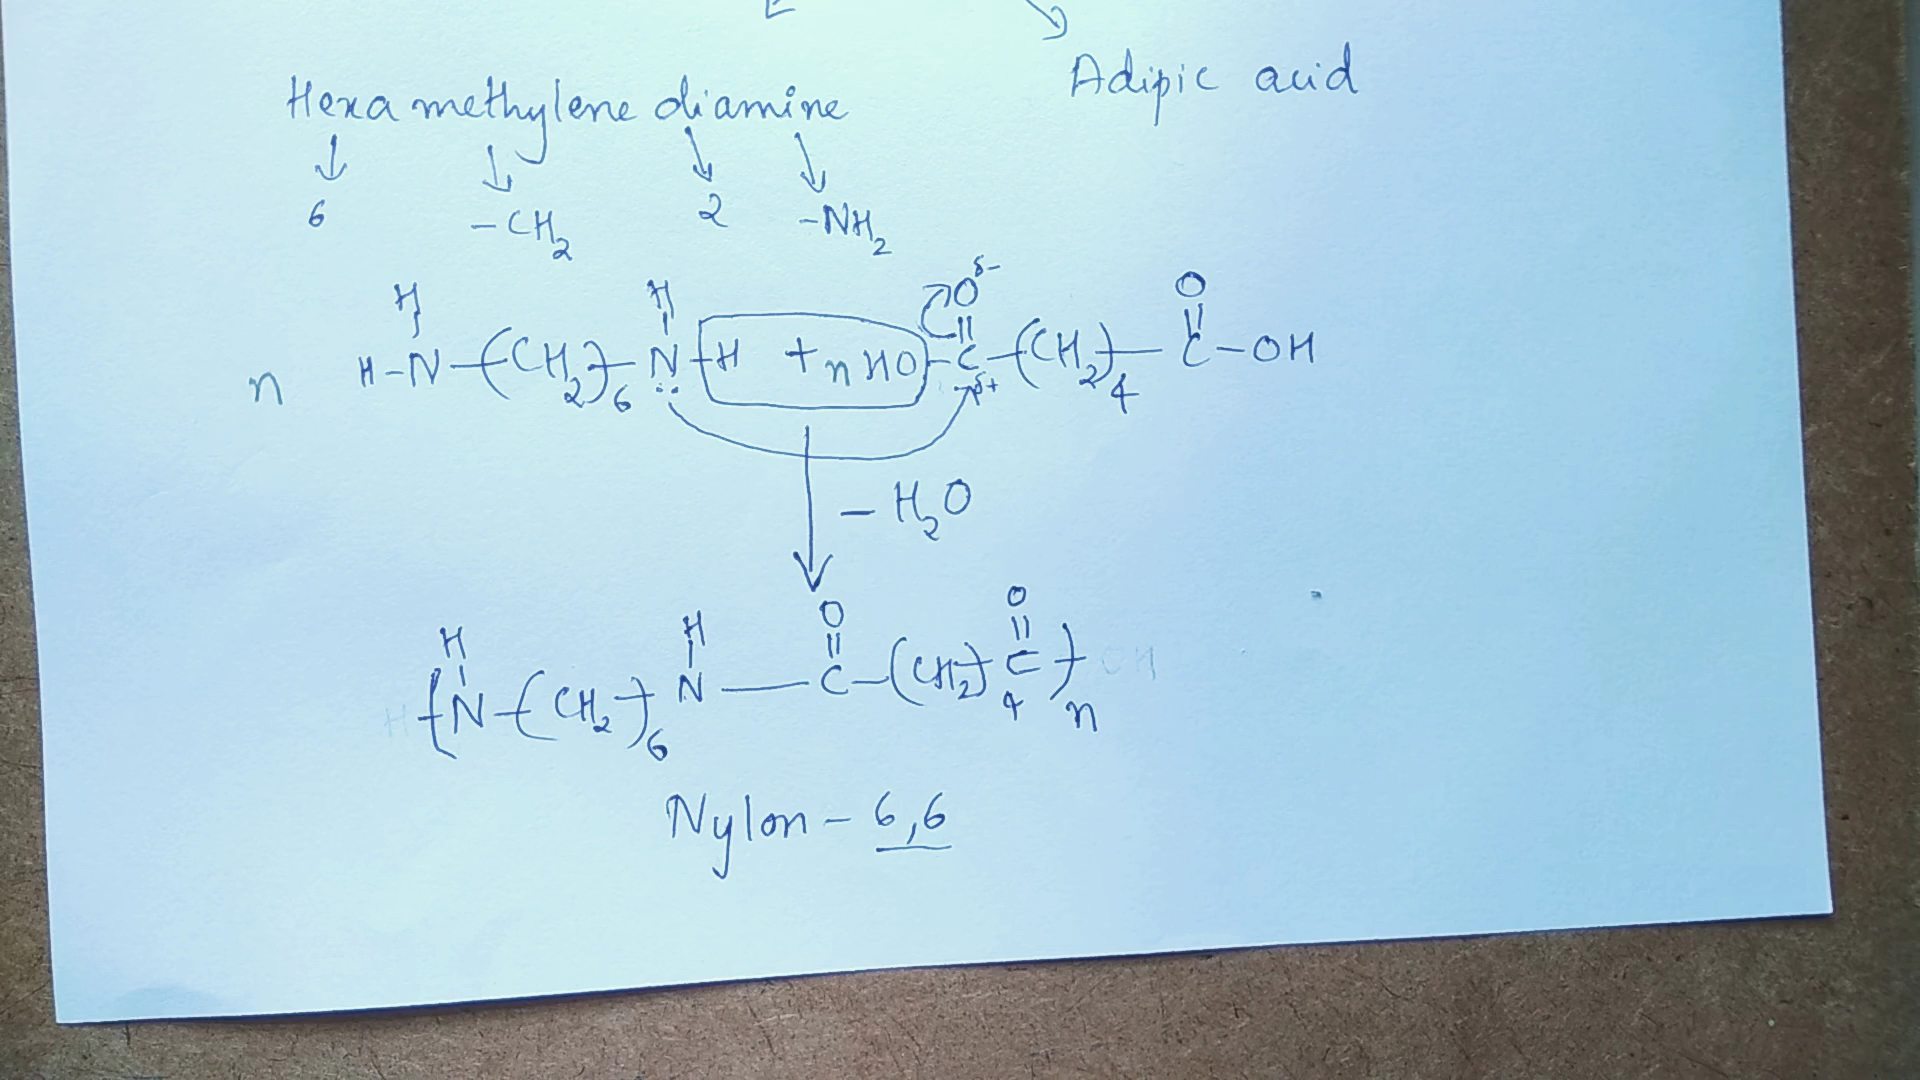 Hexa methylene diamine Adipic acid
6 -CH2 2 -NH2
H H O δ-
n H-N-(CH2)6-N-H + n HO-C-(CH2)4-C-OH
δ+
O
- H2O
H H O O
(N-(CH2)6 N-C-(CH2)4 C)n
Nylon - 6,6